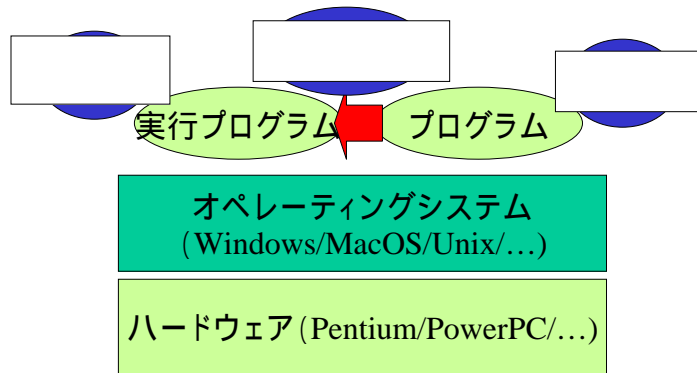 実行プログラム
プログラム
オペレーティングシステム
(Windows/MacOS/Unix/…)
ハードウェア(Pentium/PowerPC/…)